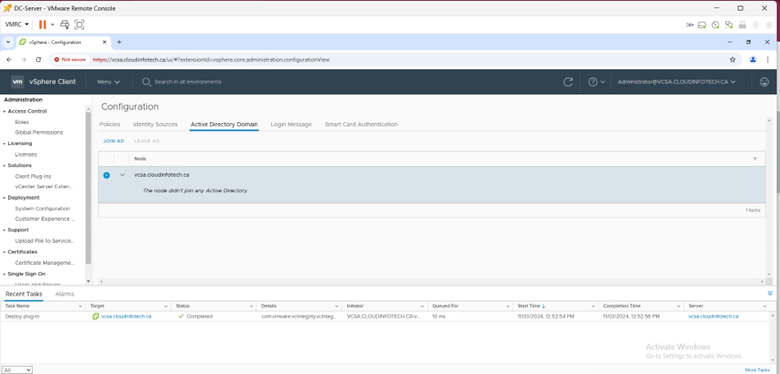 DC-Server - VMware Remote Console
VMRC
vSphere - Configuration
Not secure
https://vcsa.cloudinfotech.ca/ui/#?extensionId=vsphere.core.administration.configurationView
vm vSphere Client
Menu
Search in all environments
Administrator@VCSA.CLOUDINFOTECH.CA
Administration
Access Control
Roles
Global Permissions
Licensing
Licenses
Solutions
Client Plug-Ins
vCenter Server Exten...
Deployment
System Configuration
Customer Experience ...
Support
Upload File to Service...
Certificates
Certificate Manageme...
Single Sign On
Users and Groups
Configuration
Policies
Identity Sources
Active Directory Domain
Login Message
Smart Card Authentication
JOIN AD
LEAVE AD
Node
vcsa.cloudinfotech.ca
The node didn't join any Active Directory
1 items
Recent Tasks
Alarms
Task Name
Target
Status
Details
Initiator
Queued For
Start Time
Completion Time
Server
Deploy plug-in
vcsa.cloudinfotech.ca
Completed
com.vmware.vcIntegrity.vcInteg...
VCSA.CLOUDINFOTECH.CA\v...
10 ms
11/03/2024, 12:52:54 PM
11/03/2024, 12:52:56 PM
vcsa.cloudinfotech.ca
Activate Windows
Go to Settings to activate Windows.
All
More Tasks